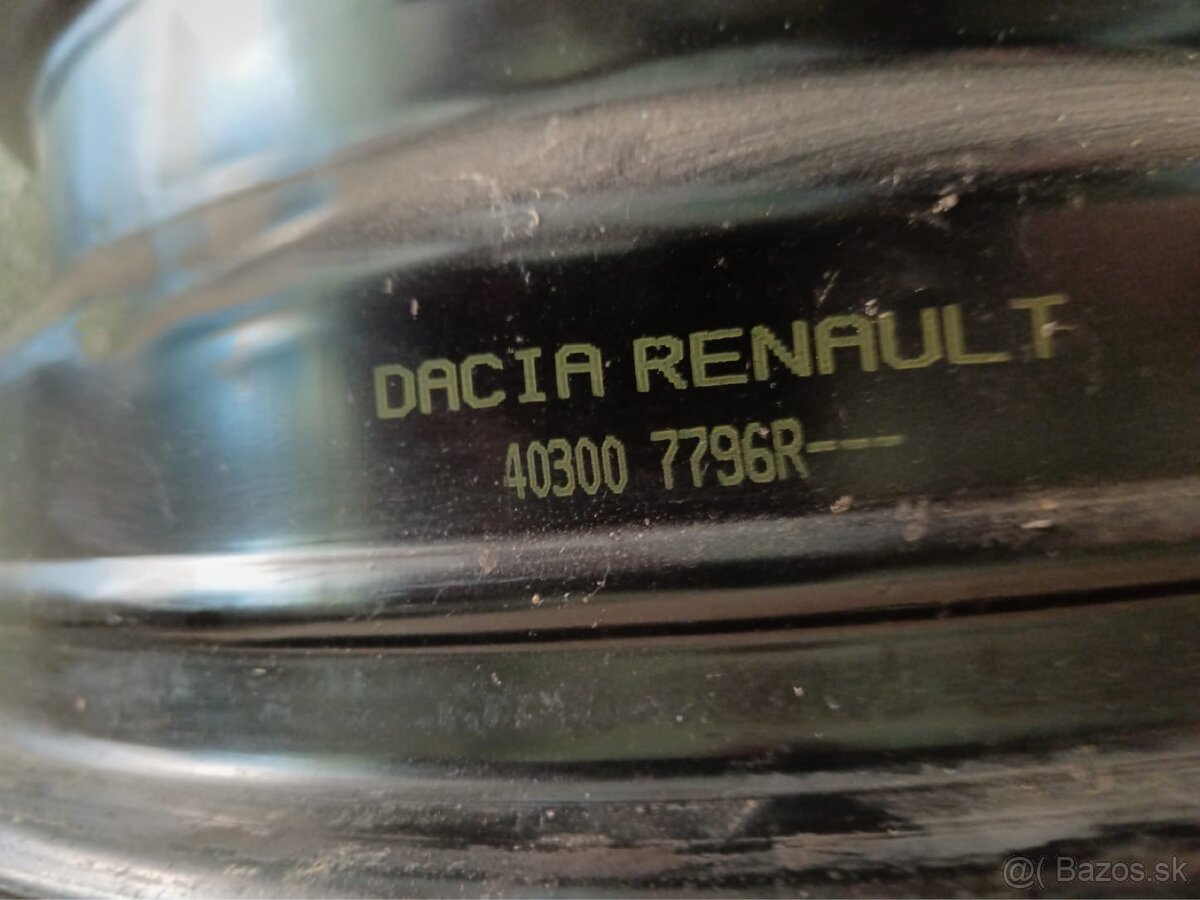 DACIA RENAULT
40300 7796R---
@( Bazos.sk